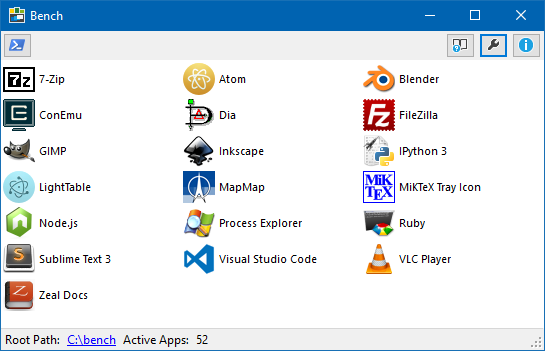 Bench
7-Zip Atom Blender
ConEmu Dia FileZilla
GIMP Inkscape IPython 3
LightTable MapMap MiKTeX Tray Icon
Node.js Process Explorer Ruby
Sublime Text 3 Visual Studio Code VLC Player
Zeal Docs
Root Path: C:\bench Active Apps: 52